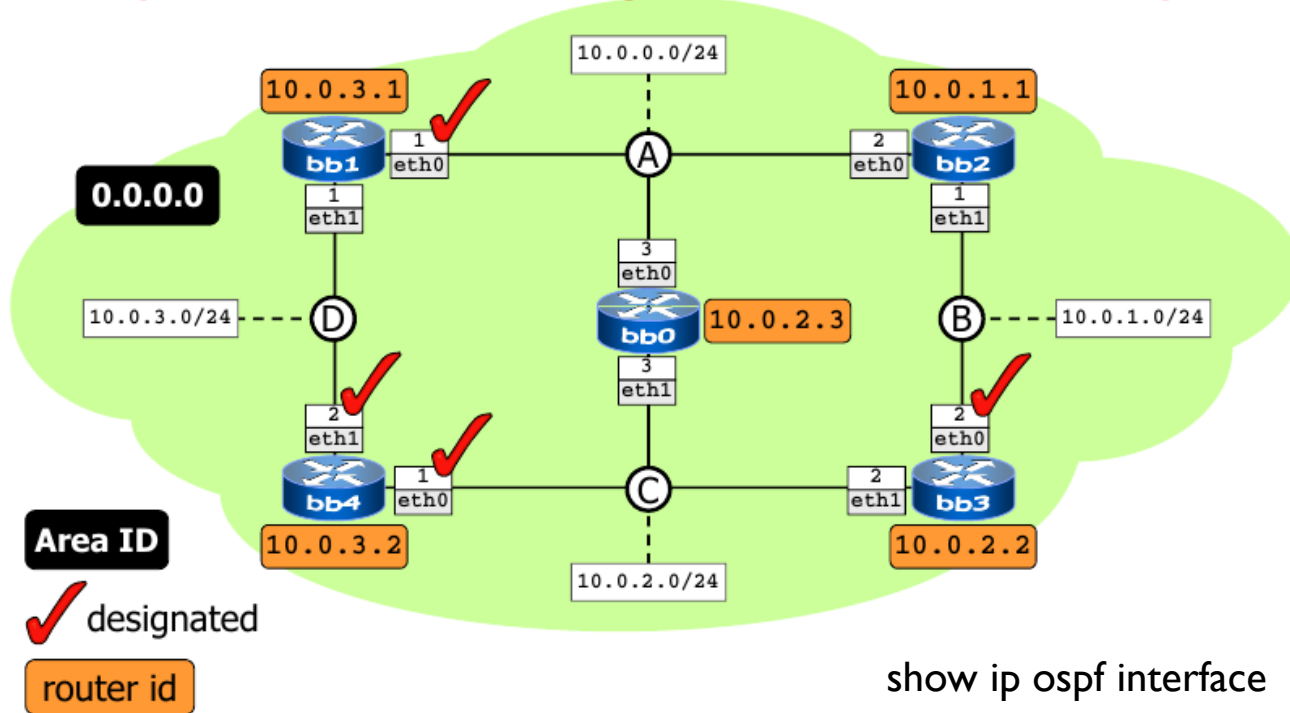 10.0.0.0/24
10.0.3.1
10.0.1.1
bb1
1
eth0
A
2
eth0
bb2
0.0.0.0
1
eth1
1
eth1
3
eth0
10.0.3.0/24
D
bb0
10.0.2.3
B
10.0.1.0/24
3
eth1
2
eth1
2
eth0
bb4
1
eth0
C
2
eth1
bb3
Area ID
10.0.3.2
10.0.2.2
10.0.2.0/24
designated
router id
show ip ospf interface